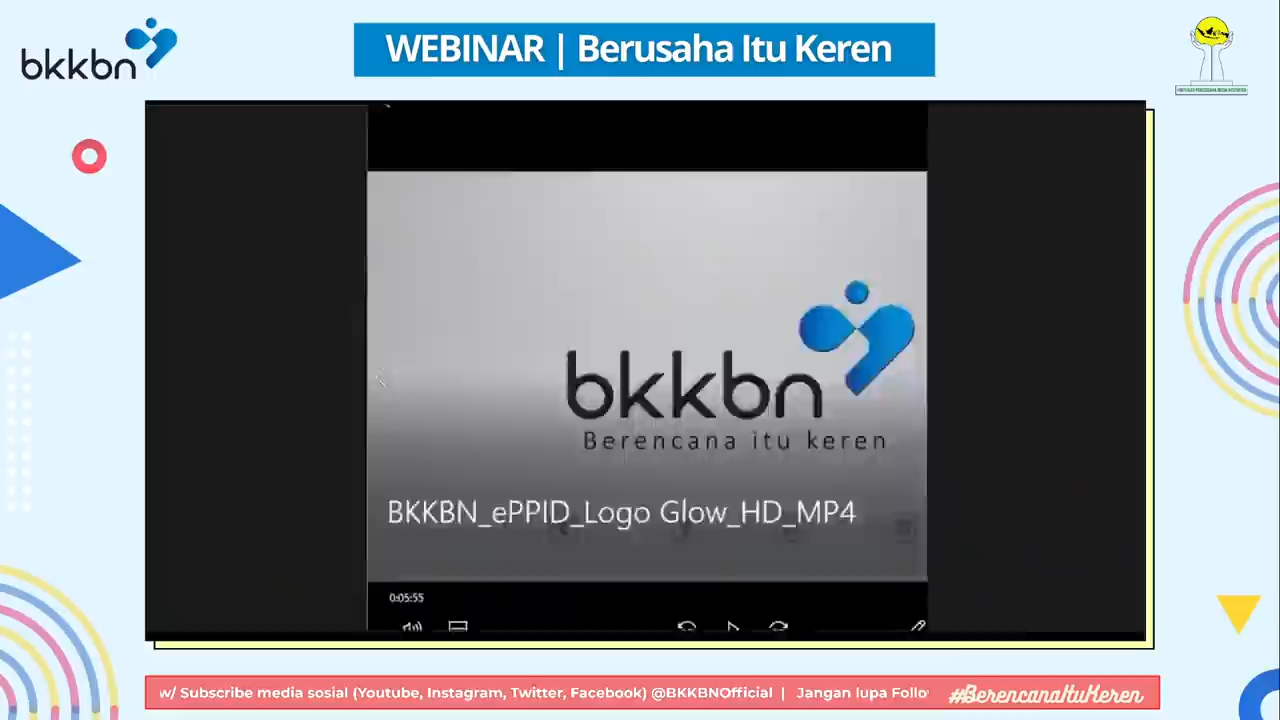 bkkbn
WEBINAR | Berusaha Itu Keren
bkkbn
Berencana itu keren
BKKBN_ePPID_Logo Glow_HD_MP4
0:05:55
w/ Subscribe media sosial (Youtube, Instagram, Twitter, Facebook) @BKKBNOfficial | Jangan lupa Follo
#BerencanaItuKeren